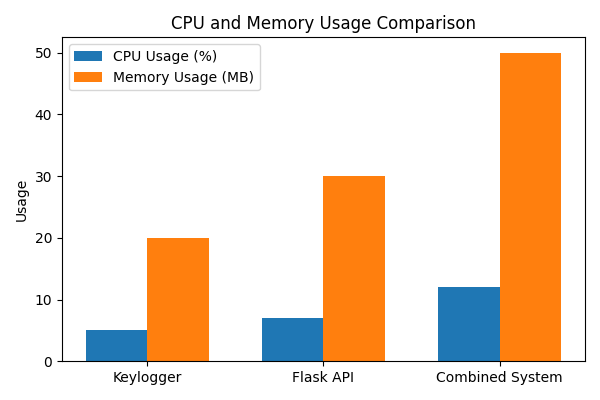 CPU and Memory Usage Comparison
CPU Usage (%)
Memory Usage (MB)
Usage
50
40
30
20
10
0
Keylogger
Flask API
Combined System